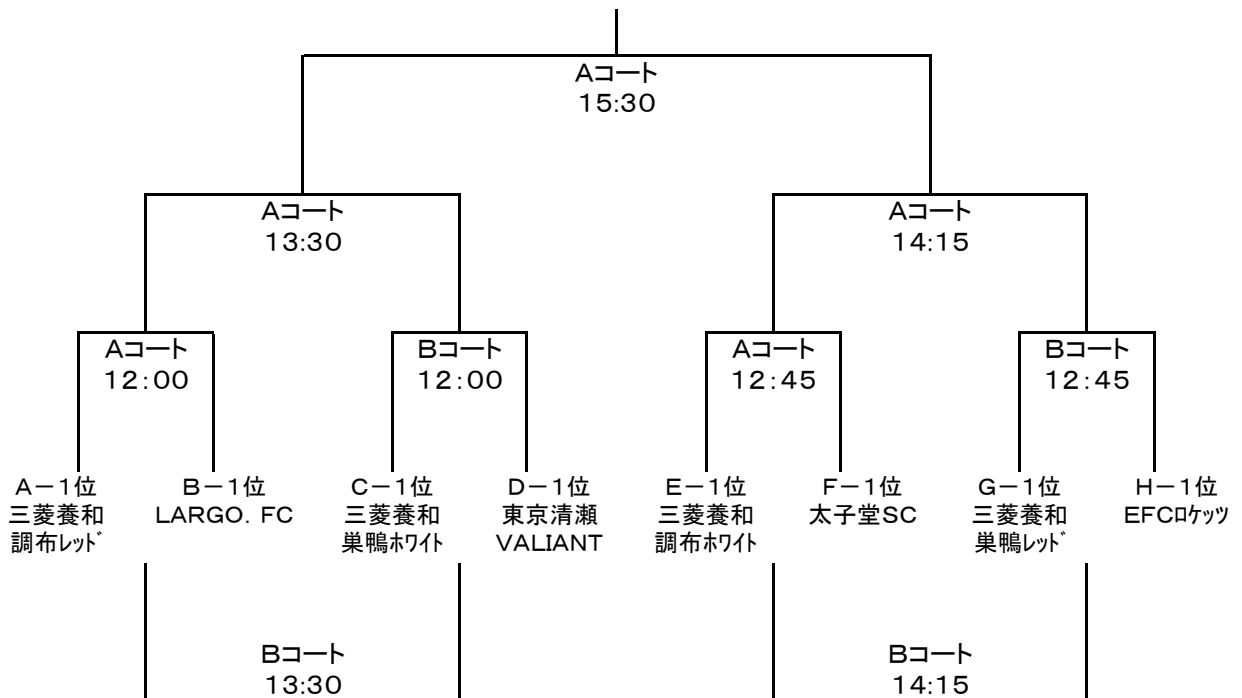 Aコート
15:30
Aコート
13:30
Aコート
14:15
Aコート
12:00
Bコート
12:00
Aコート
12:45
Bコート
12:45
A－1位
三菱養和
調布レッド
B－1位
LARGO. FC
C－1位
三菱養和
巣鴨ホワイト
D－1位
東京清瀬
VALIANT
E－1位
三菱養和
調布ホワイト
F－1位
太子堂SC
G－1位
三菱養和
巣鴨レッド
H－1位
EFCロケッツ
Bコート
13:30
Bコート
14:15